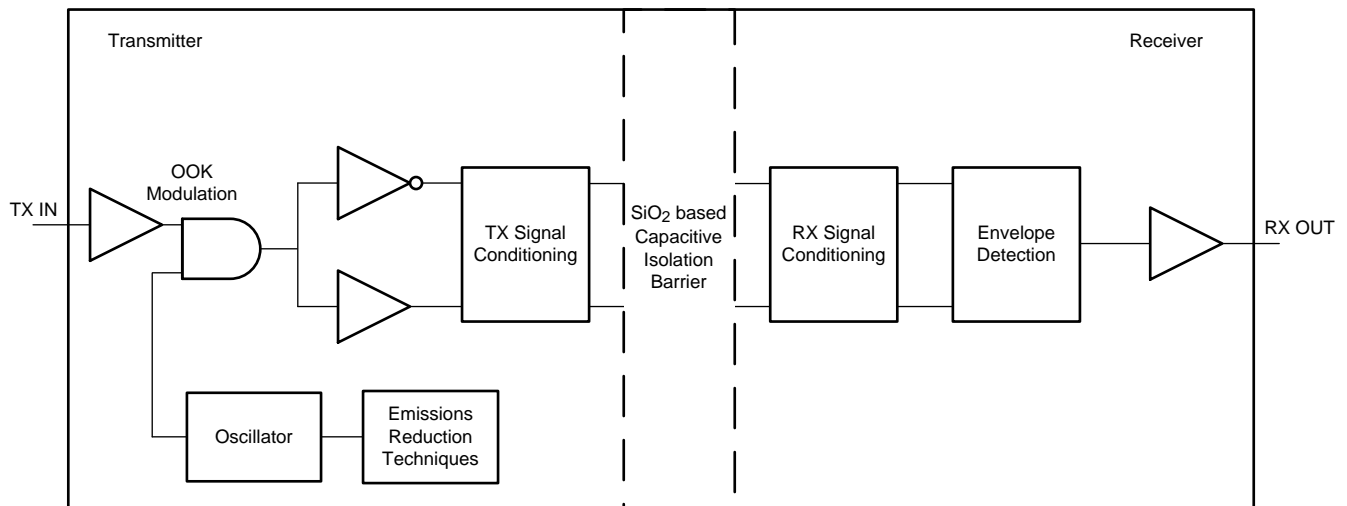 Transmitter
Receiver
OOK
Modulation
TX IN
TX Signal
Conditioning
SiO2 based
Capacitive
Isolation
Barrier
RX Signal
Conditioning
Envelope
Detection
RX OUT
Oscillator
Emissions
Reduction
Techniques